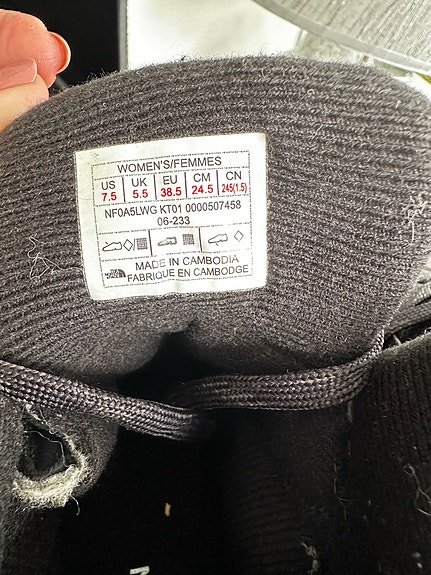 WOMEN'S/FEMMES
US UK EU CM CN
7.5 5.5 38.5 24.5 245(1.5)
NF0A5LWG KT01 0000507458
06-233
MADE IN CAMBODIA
FABRIQUE EN CAMBODGE